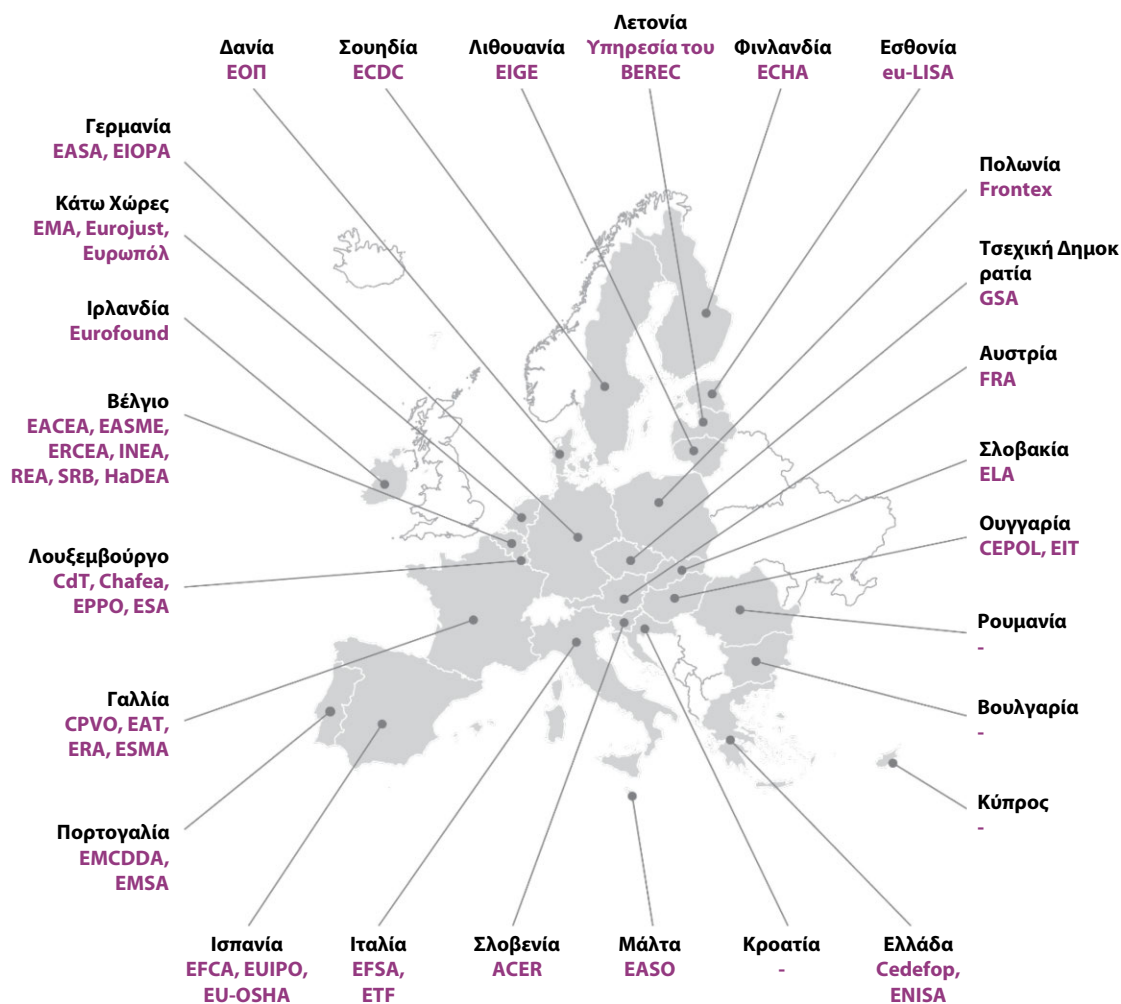 Δανία
ΕΟΠ
Σουηδία
ECDC
Λιθουανία
EIGE
Λετονία
Υπηρεσία του
BEREC
Φινλανδία
ECHA
Εσθονία
eu-LISA
Γερμανία
EASA, EIOPA
Κάτω Χώρες
EMA, Eurojust,
Ευρωπόλ
Ιρλανδία
Eurofound
Βέλγιο
EACEA, EASME,
ERCEA, INEA,
REA, SRB, HaDEA
Λουξεμβούργο
CdT, Chafea,
EPPO, ESA
Γαλλία
CPVO, EAT,
ERA, ESMA
Πορτογαλία
EMCDDA,
EMSA
Πολωνία
Frontex
Τσεχική Δημοκ
ρατία
GSA
Αυστρία
FRA
Σλοβακία
ELA
Ουγγαρία
CEPOL, EIT
Ρουμανία
-
Βουλγαρία
-
Κύπρος
-
Ισπανία
EFCA, EUIPO,
EU-OSHA
Ιταλία
EFSA,
ETF
Σλοβενία
ACER
Μάλτα
EASO
Κροατία
-
Ελλάδα
Cedefop,
ENISA